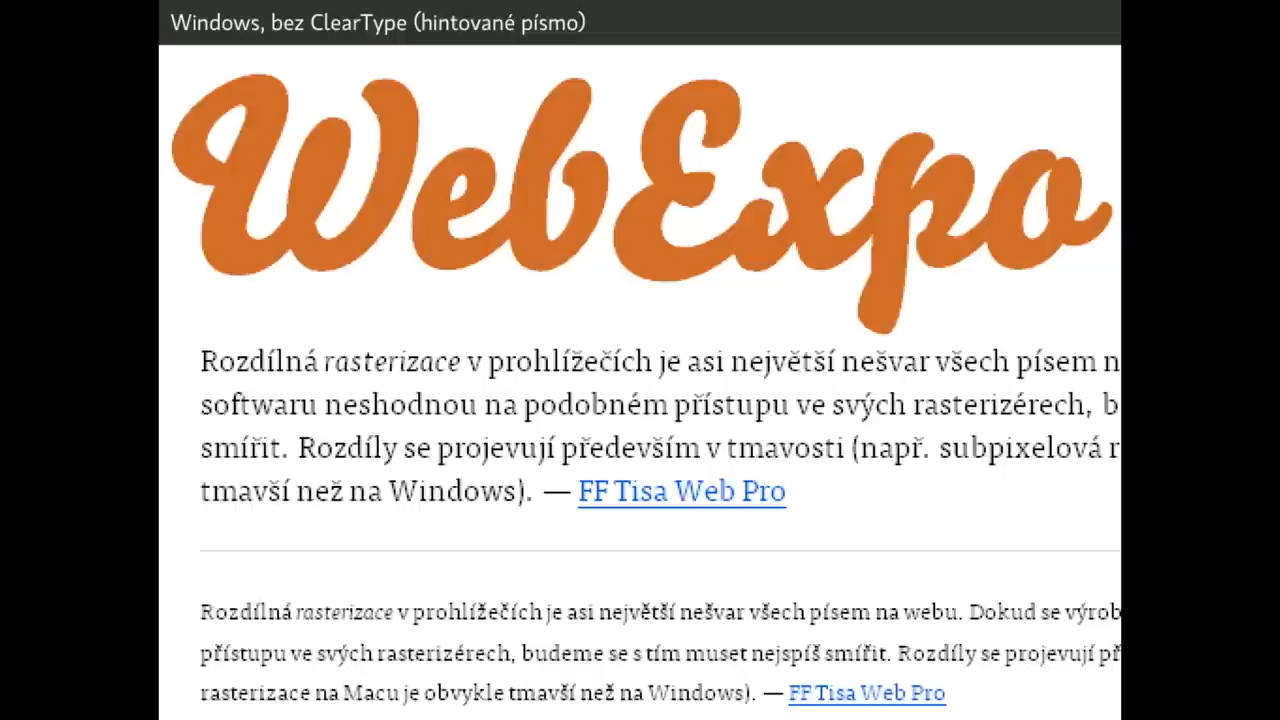 Windows, bez ClearType (hintované písmo)
WebExpo
Rozdílná rasterizace v prohlížečích je asi největší nešvar všech písem n
softwaru neshodnou na podobném přístupu ve svých rasterizérech, b
smířit. Rozdíly se projevují především v tmavosti (např. subpixelová r
tmavší než na Windows). — FF Tisa Web Pro
Rozdílná rasterizace v prohlížečích je asi největší nešvar všech písem na webu. Dokud se výrob
přístupu ve svých rasterizérech, budeme se s tím muset nejspíš smířit. Rozdíly se projevují př
rasterizace na Macu je obvykle tmavší než na Windows). — FF Tisa Web Pro